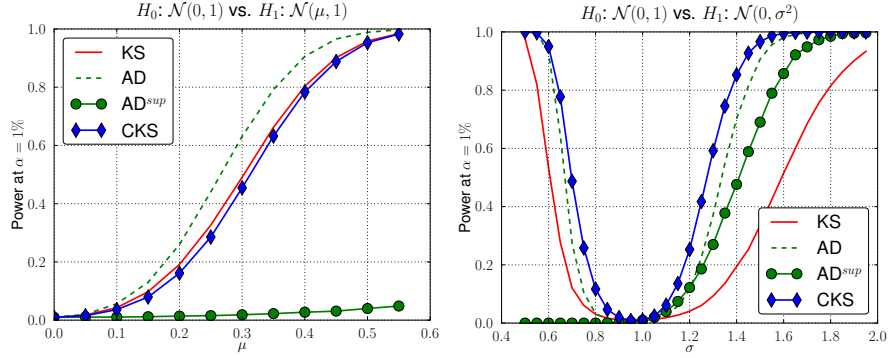 H₀: 𝒩(0, 1) vs. H₁: 𝒩(μ, 1)
1.0
0.8
0.6
0.4
0.2
0.0
Power at α = 1%
KS
AD
AD^sup
CKS
0.0 0.1 0.2 0.3 0.4 0.5 0.6
μ
H₀: 𝒩(0, 1) vs. H₁: 𝒩(0, σ²)
1.0
0.8
0.6
0.4
0.2
0.0
Power at α = 1%
KS
AD
AD^sup
CKS
0.4 0.6 0.8 1.0 1.2 1.4 1.6 1.8 2.0
σ